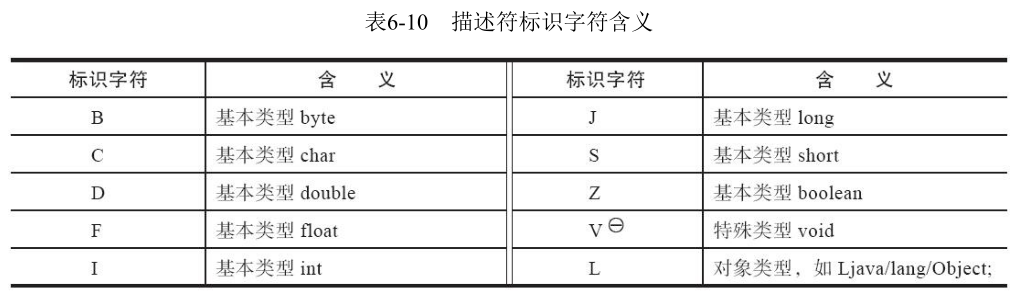 表6-10 描述符标识字符含义
标识字符 含 义 标识字符 含 义
B 基本类型 byte J 基本类型 long
C 基本类型 char S 基本类型 short
D 基本类型 double Z 基本类型 boolean
F 基本类型 float V㊀ 特殊类型 void
I 基本类型 int L 对象类型，如 Ljava/lang/Object;